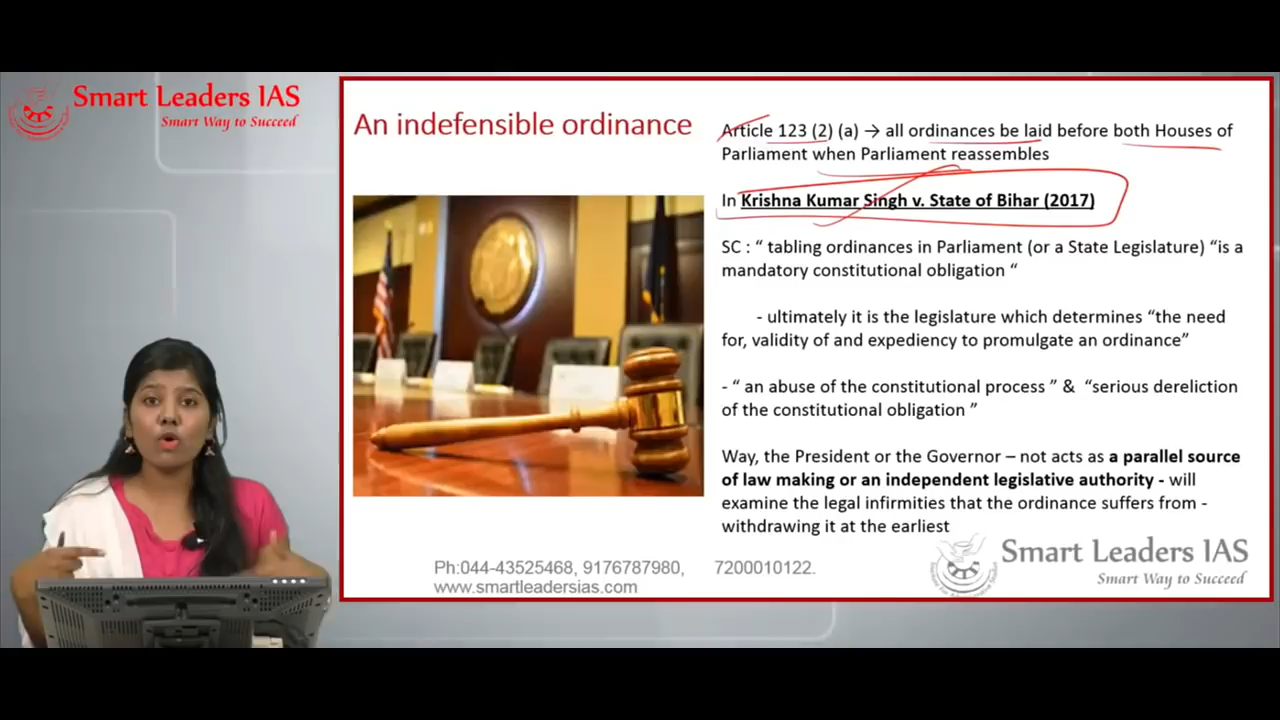 Smart Leaders IAS
Smart Way to Succeed
An indefensible ordinance
Article 123 (2) (a) → all ordinances be laid before both Houses of
Parliament when Parliament reassembles
In Krishna Kumar Singh v. State of Bihar (2017)
SC : “ tabling ordinances in Parliament (or a State Legislature) “is a
mandatory constitutional obligation “
- ultimately it is the legislature which determines “the need
for, validity of and expediency to promulgate an ordinance”
- “ an abuse of the constitutional process ” & “serious dereliction
of the constitutional obligation ”
Way, the President or the Governor – not acts as a parallel source
of law making or an independent legislative authority - will
examine the legal infirmities that the ordinance suffers from -
withdrawing it at the earliest
Smart Leaders IAS
Smart Way to Succeed
Ph:044-43525468, 9176787980, 7200010122.
www.smartleadersias.com